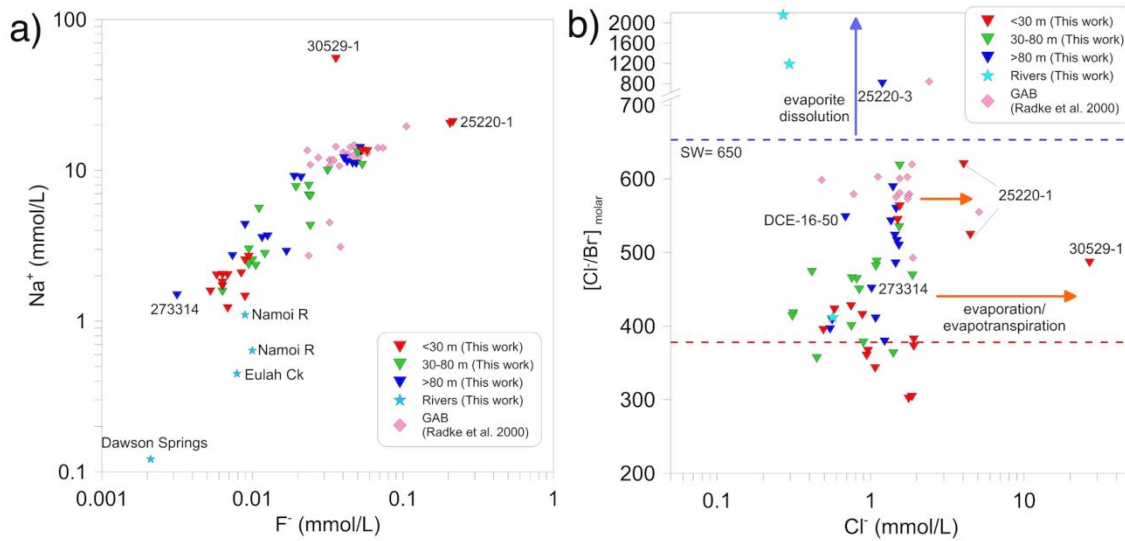 a)
100
10
1
0.1
Na⁺ (mmol/L)
0.001
0.01
0.1
1
F⁻ (mmol/L)
30529-1
25220-1
273314
Namoi R
Namoi R
Eulah Ck
Dawson Springs
<30 m (This work)
30-80 m (This work)
>80 m (This work)
Rivers (This work)
GAB
(Radke et al. 2000)
b)
2000
1600
1200
800
700
600
500
400
300
200
[Cl⁻/Br⁻] molar
0.1
1
10
Cl⁻ (mmol/L)
<30 m (This work)
30-80 m (This work)
>80 m (This work)
Rivers (This work)
GAB
(Radke et al. 2000)
25220-3
evaporite
dissolution
SW= 650
25220-1
DCE-16-50
30529-1
273314
evaporation/
evapotranspiration